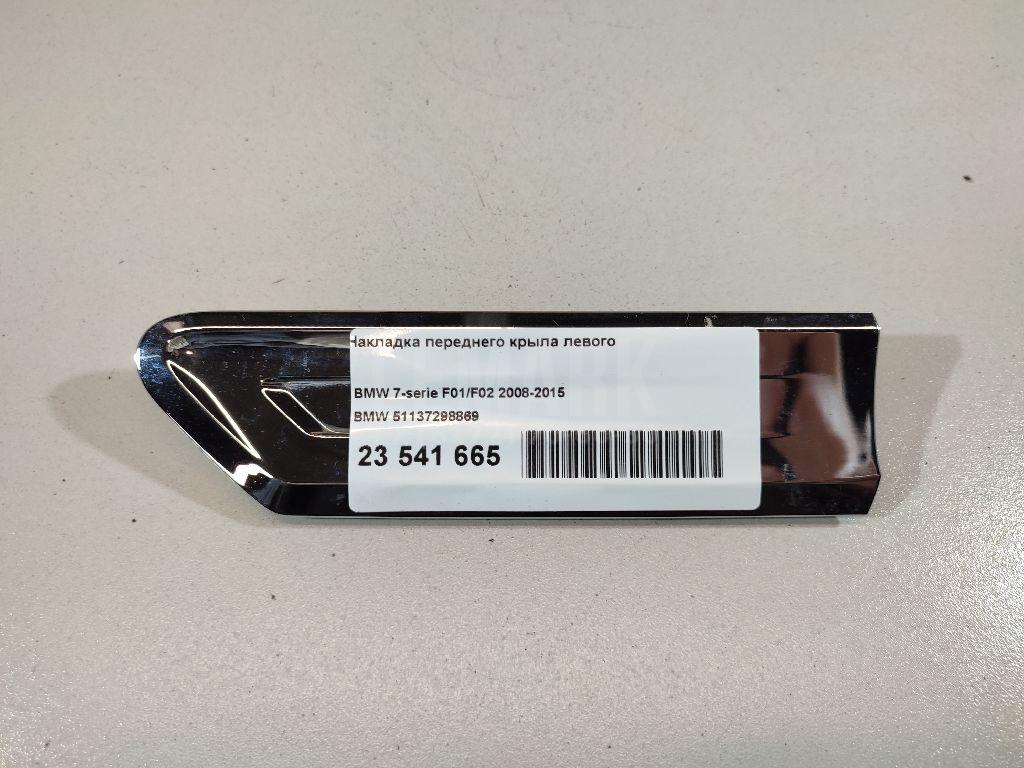 Накладка переднего крыла левого
BMW 7-serie F01/F02 2008-2015
BMW 51137298869
23 541 665